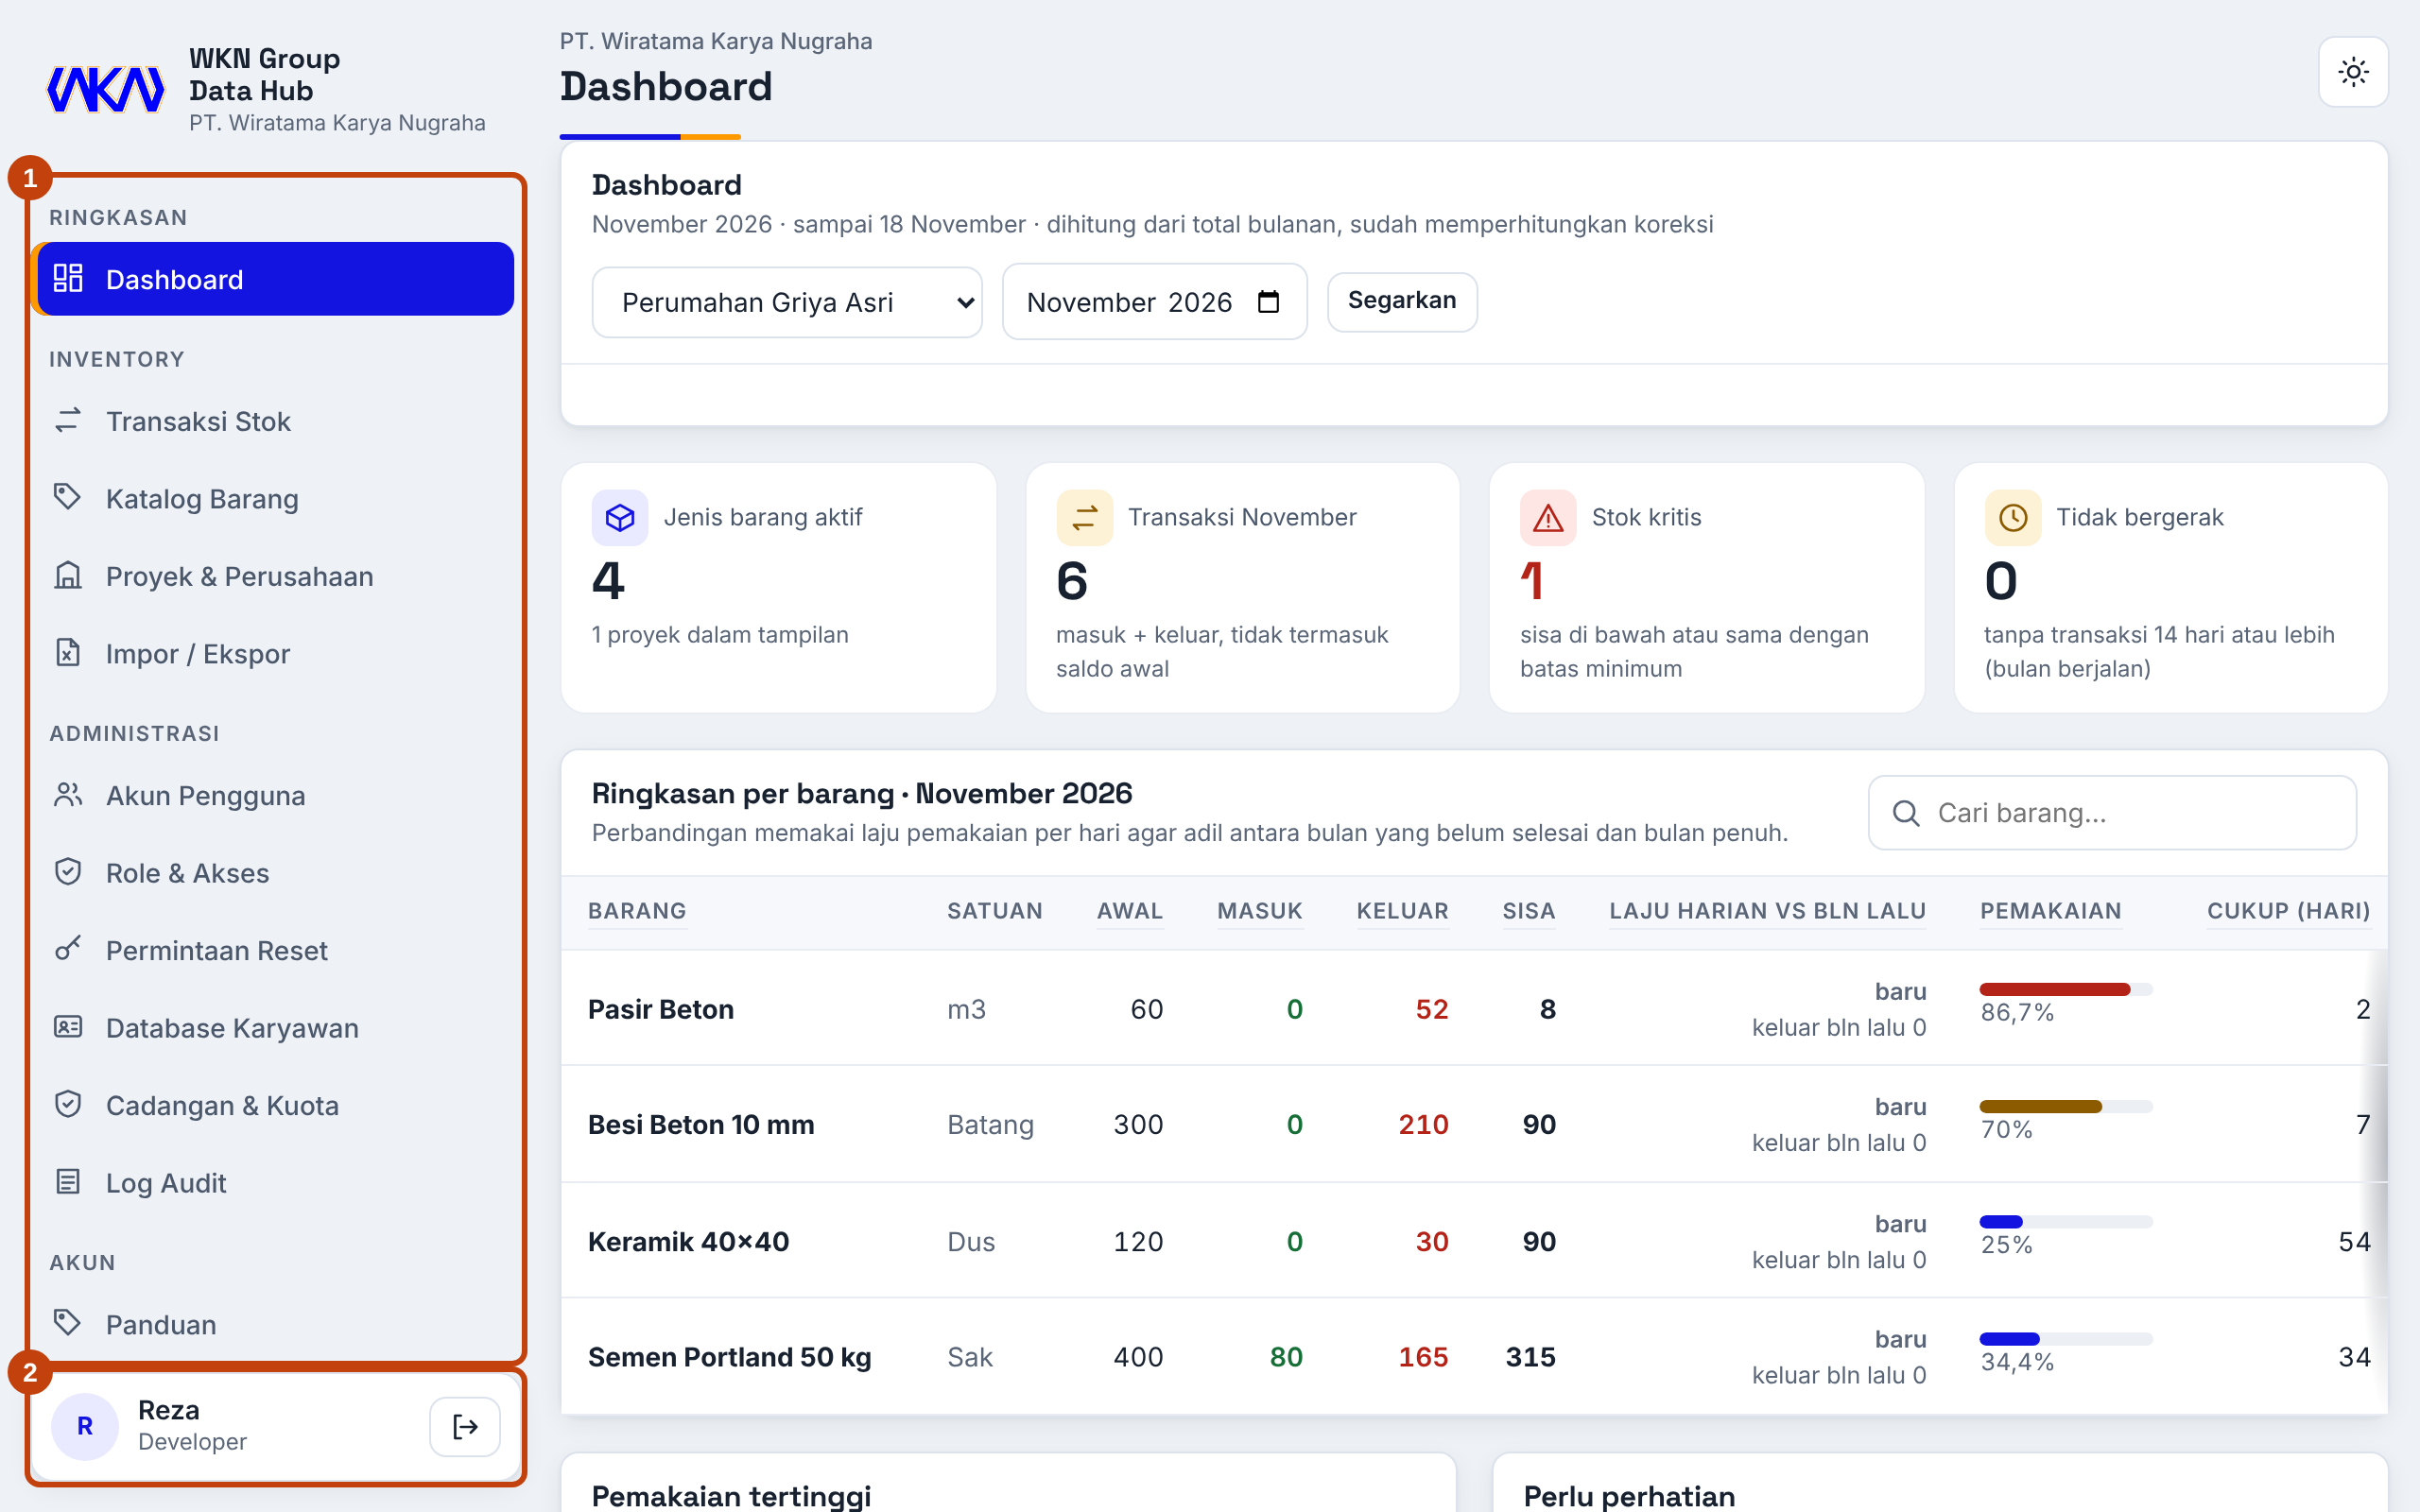 WKN
WKN Group
Data Hub
PT. Wiratama Karya Nugraha
1
RINGKASAN
Dashboard
INVENTORY
Transaksi Stok
Katalog Barang
Proyek & Perusahaan
Impor / Ekspor
ADMINISTRASI
Akun Pengguna
Role & Akses
Permintaan Reset
Database Karyawan
Cadangan & Kuota
Log Audit
AKUN
Panduan
2
R
Reza
Developer
PT. Wiratama Karya Nugraha
Dashboard
Dashboard
November 2026 · sampai 18 November · dihitung dari total bulanan, sudah memperhitungkan koreksi
Perumahan Griya Asri November 2026 Segarkan
Jenis barang aktif
4
1 proyek dalam tampilan
Transaksi November
6
masuk + keluar, tidak termasuk
saldo awal
Stok kritis
1
sisa di bawah atau sama dengan
batas minimum
Tidak bergerak
0
tanpa transaksi 14 hari atau lebih
(bulan berjalan)
Ringkasan per barang · November 2026
Perbandingan memakai laju pemakaian per hari agar adil antara bulan yang belum selesai dan bulan penuh.
Cari barang...
BARANG SATUAN AWAL MASUK KELUAR SISA LAJU HARIAN VS BLN LALU PEMAKAIAN CUKUP (HARI)
Pasir Beton m3 60 0 52 8 baru 86,7% 2
keluar bln lalu 0
Besi Beton 10 mm Batang 300 0 210 90 baru 70% 7
keluar bln lalu 0
Keramik 40×40 Dus 120 0 30 90 baru 25% 54
keluar bln lalu 0
Semen Portland 50 kg Sak 400 80 165 315 baru 34,4% 34
keluar bln lalu 0
Pemakaian tertinggi
Perlu perhatian